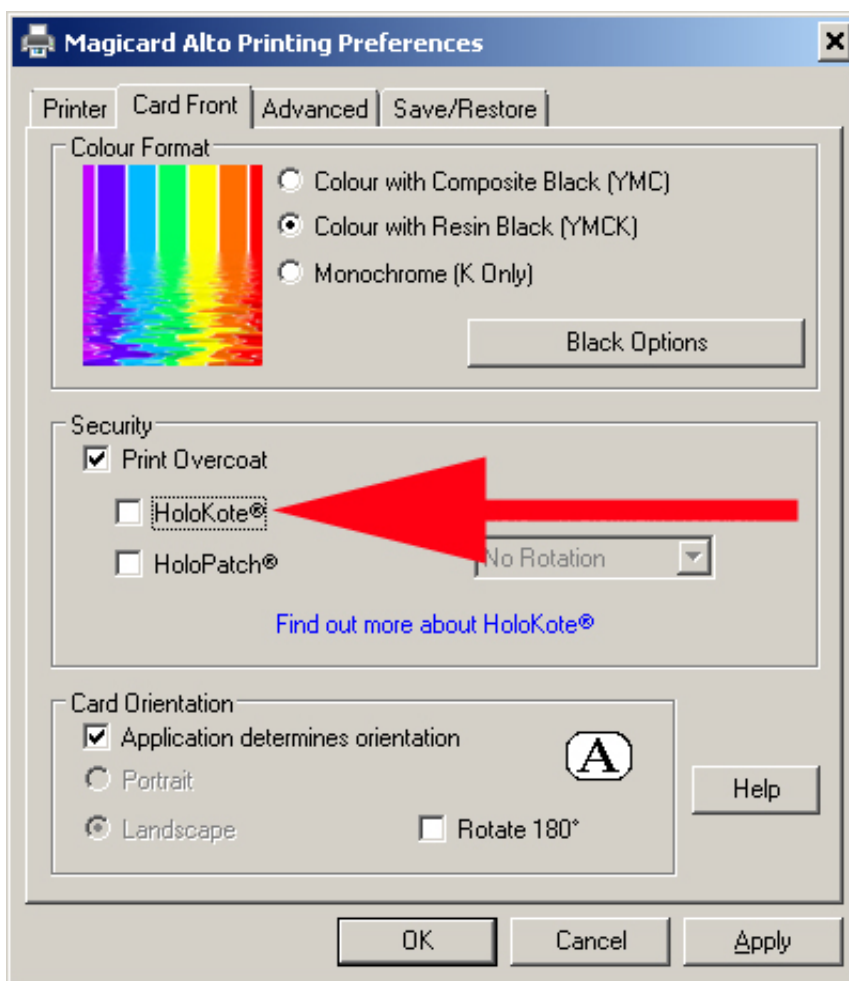 Magicard Alto Printing Preferences
Printer Card Front Advanced Save/Restore
Colour Format
Colour with Composite Black (YMC)
Colour with Resin Black (YMCK)
Monochrome (K Only)
Black Options
Security
Print Overcoat
HoloKote®
HoloPatch®
No Rotation
Find out more about HoloKote®
Card Orientation
Application determines orientation
A
Portrait
Help
Landscape
Rotate 180°
OK Cancel Apply